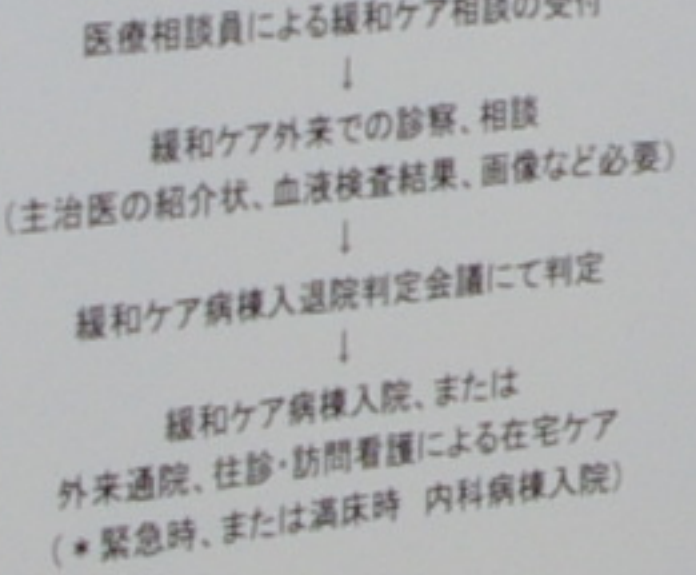 医療相談員による緩和ケア相談の受付
↓
緩和ケア外来での診察、相談
（主治医の紹介状、血液検査結果、画像など必要）
↓
緩和ケア病棟入退院判定会議にて判定
↓
緩和ケア病棟入院、または
外来通院、往診・訪問看護による在宅ケア
（＊緊急時、または満床時　内科病棟入院）